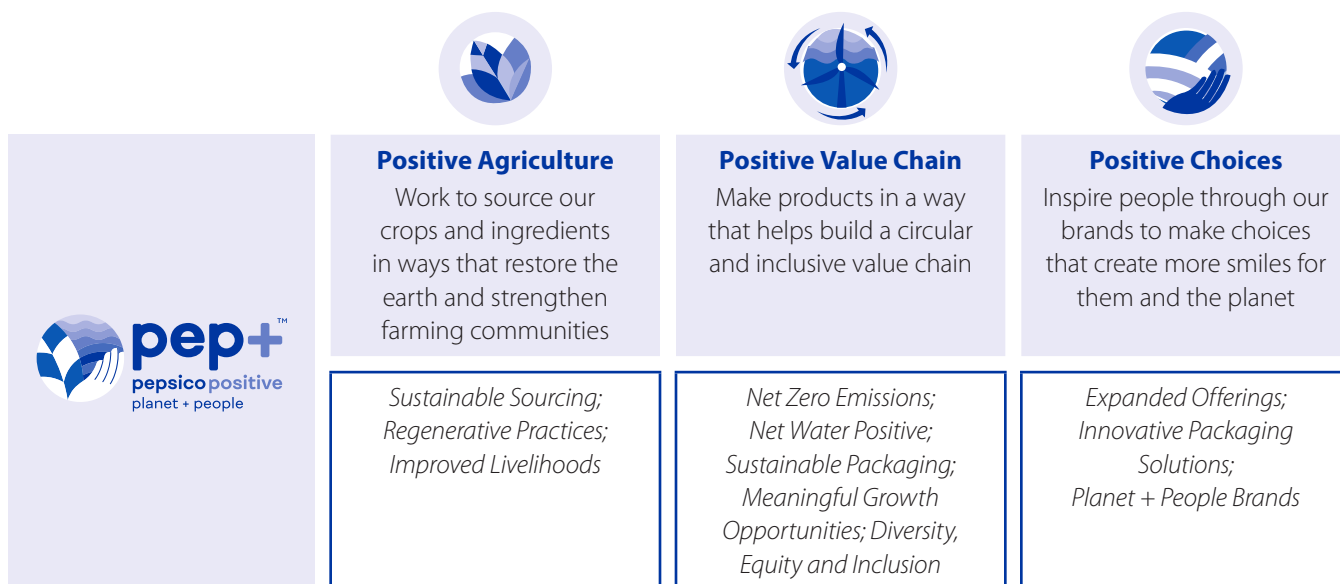 pep+™
pepsico positive
planet + people
Positive Agriculture
Work to source our
crops and ingredients
in ways that restore the
earth and strengthen
farming communities
Sustainable Sourcing;
Regenerative Practices;
Improved Livelihoods
Positive Value Chain
Make products in a way
that helps build a circular
and inclusive value chain
Net Zero Emissions;
Net Water Positive;
Sustainable Packaging;
Meaningful Growth
Opportunities; Diversity,
Equity and Inclusion
Positive Choices
Inspire people through our
brands to make choices
that create more smiles for
them and the planet
Expanded Offerings;
Innovative Packaging
Solutions;
Planet + People Brands